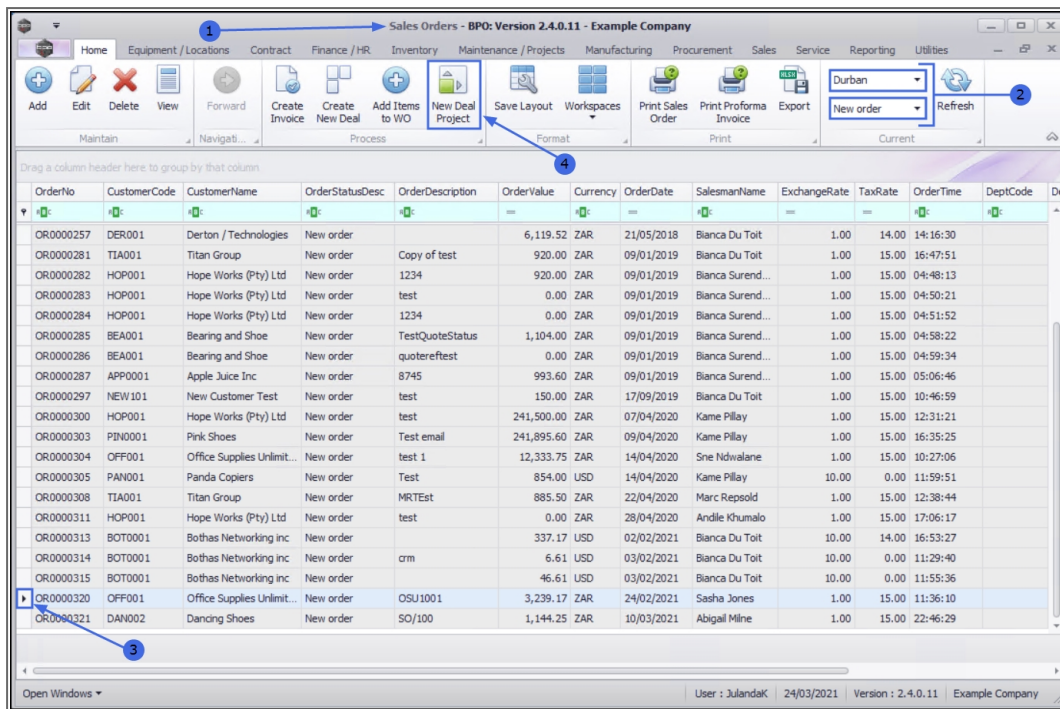 1
Sales Orders - BPO: Version 2.4.0.11 - Example Company
Home Equipment / Locations Contract Finance / HR Inventory Maintenance / Projects Manufacturing Procurement Sales Service Reporting Utilities
Add Edit Delete View Forward Create Invoice Create New Deal Add Items to WO New Deal Project Save Layout Workspaces Print Sales Order Print Proforma Invoice Export Durban New order Refresh
2
Maintain Navigati... Process Format Print Current
4
Drag a column header here to group by that column
OrderNo CustomerCode CustomerName OrderStatusDesc OrderDescription OrderValue Currency OrderDate SalesmanName ExchangeRate TaxRate OrderTime DeptCode
OR0000257 DER001 Derton / Technologies New order 6,119.52 ZAR 21/05/2018 Bianca Du Toit 1.00 14.00 14:16:30
OR0000281 TIA001 Titan Group New order Copy of test 920.00 ZAR 09/01/2019 Bianca Du Toit 1.00 15.00 16:47:51
OR0000282 HOP001 Hope Works (Pty) Ltd New order 1234 920.00 ZAR 09/01/2019 Bianca Surend... 1.00 15.00 04:48:13
OR0000283 HOP001 Hope Works (Pty) Ltd New order test 0.00 ZAR 09/01/2019 Bianca Surend... 1.00 15.00 04:50:21
OR0000284 HOP001 Hope Works (Pty) Ltd New order 1234 0.00 ZAR 09/01/2019 Bianca Surend... 1.00 15.00 04:51:52
OR0000285 BEA001 Bearing and Shoe New order TestQuoteStatus 1,104.00 ZAR 09/01/2019 Bianca Surend... 1.00 15.00 04:58:22
OR0000286 BEA001 Bearing and Shoe New order quotereftest 0.00 ZAR 09/01/2019 Bianca Surend... 1.00 15.00 04:59:34
OR0000287 APP0001 Apple Juice Inc New order 8745 993.60 ZAR 09/01/2019 Bianca Surend... 1.00 15.00 05:06:46
OR0000297 NEW101 New Customer Test New order test 150.00 ZAR 17/09/2019 Bianca Du Toit 1.00 15.00 10:46:59
OR0000300 HOP001 Hope Works (Pty) Ltd New order test 241,500.00 ZAR 07/04/2020 Kame Pillay 1.00 15.00 12:31:21
OR0000303 PIN0001 Pink Shoes New order Test email 241,895.60 ZAR 09/04/2020 Kame Pillay 1.00 15.00 16:35:25
OR0000304 OFF001 Office Supplies Unlimit... New order test 1 12,333.75 ZAR 14/04/2020 Sne Ndwalane 1.00 15.00 10:27:06
OR0000305 PAN001 Panda Copiers New order Test 854.00 USD 14/04/2020 Kame Pillay 10.00 0.00 11:59:51
OR0000308 TIA001 Titan Group New order MRTEst 885.50 ZAR 22/04/2020 Marc Repsold 1.00 15.00 12:38:44
OR0000311 HOP001 Hope Works (Pty) Ltd New order test 0.00 ZAR 28/04/2020 Andile Khumalo 1.00 15.00 17:06:17
OR0000313 BOT0001 Bothas Networking inc New order 337.17 USD 02/02/2021 Bianca Du Toit 10.00 14.00 16:53:27
OR0000314 BOT0001 Bothas Networking inc New order crm 6.61 USD 03/02/2021 Bianca Du Toit 10.00 0.00 11:29:40
OR0000315 BOT0001 Bothas Networking inc New order 46.61 USD 03/02/2021 Bianca Du Toit 10.00 0.00 11:55:36
OR0000320 OFF001 Office Supplies Unlimit... New order OSU1001 3,239.17 ZAR 24/02/2021 Sasha Jones 1.00 15.00 11:36:10
OR0000321 DAN002 Dancing Shoes New order SO/100 1,144.25 ZAR 10/03/2021 Abigail Milne 1.00 15.00 22:46:29
3
Open Windows User : JulandaK 24/03/2021 Version : 2.4.0.11 Example Company